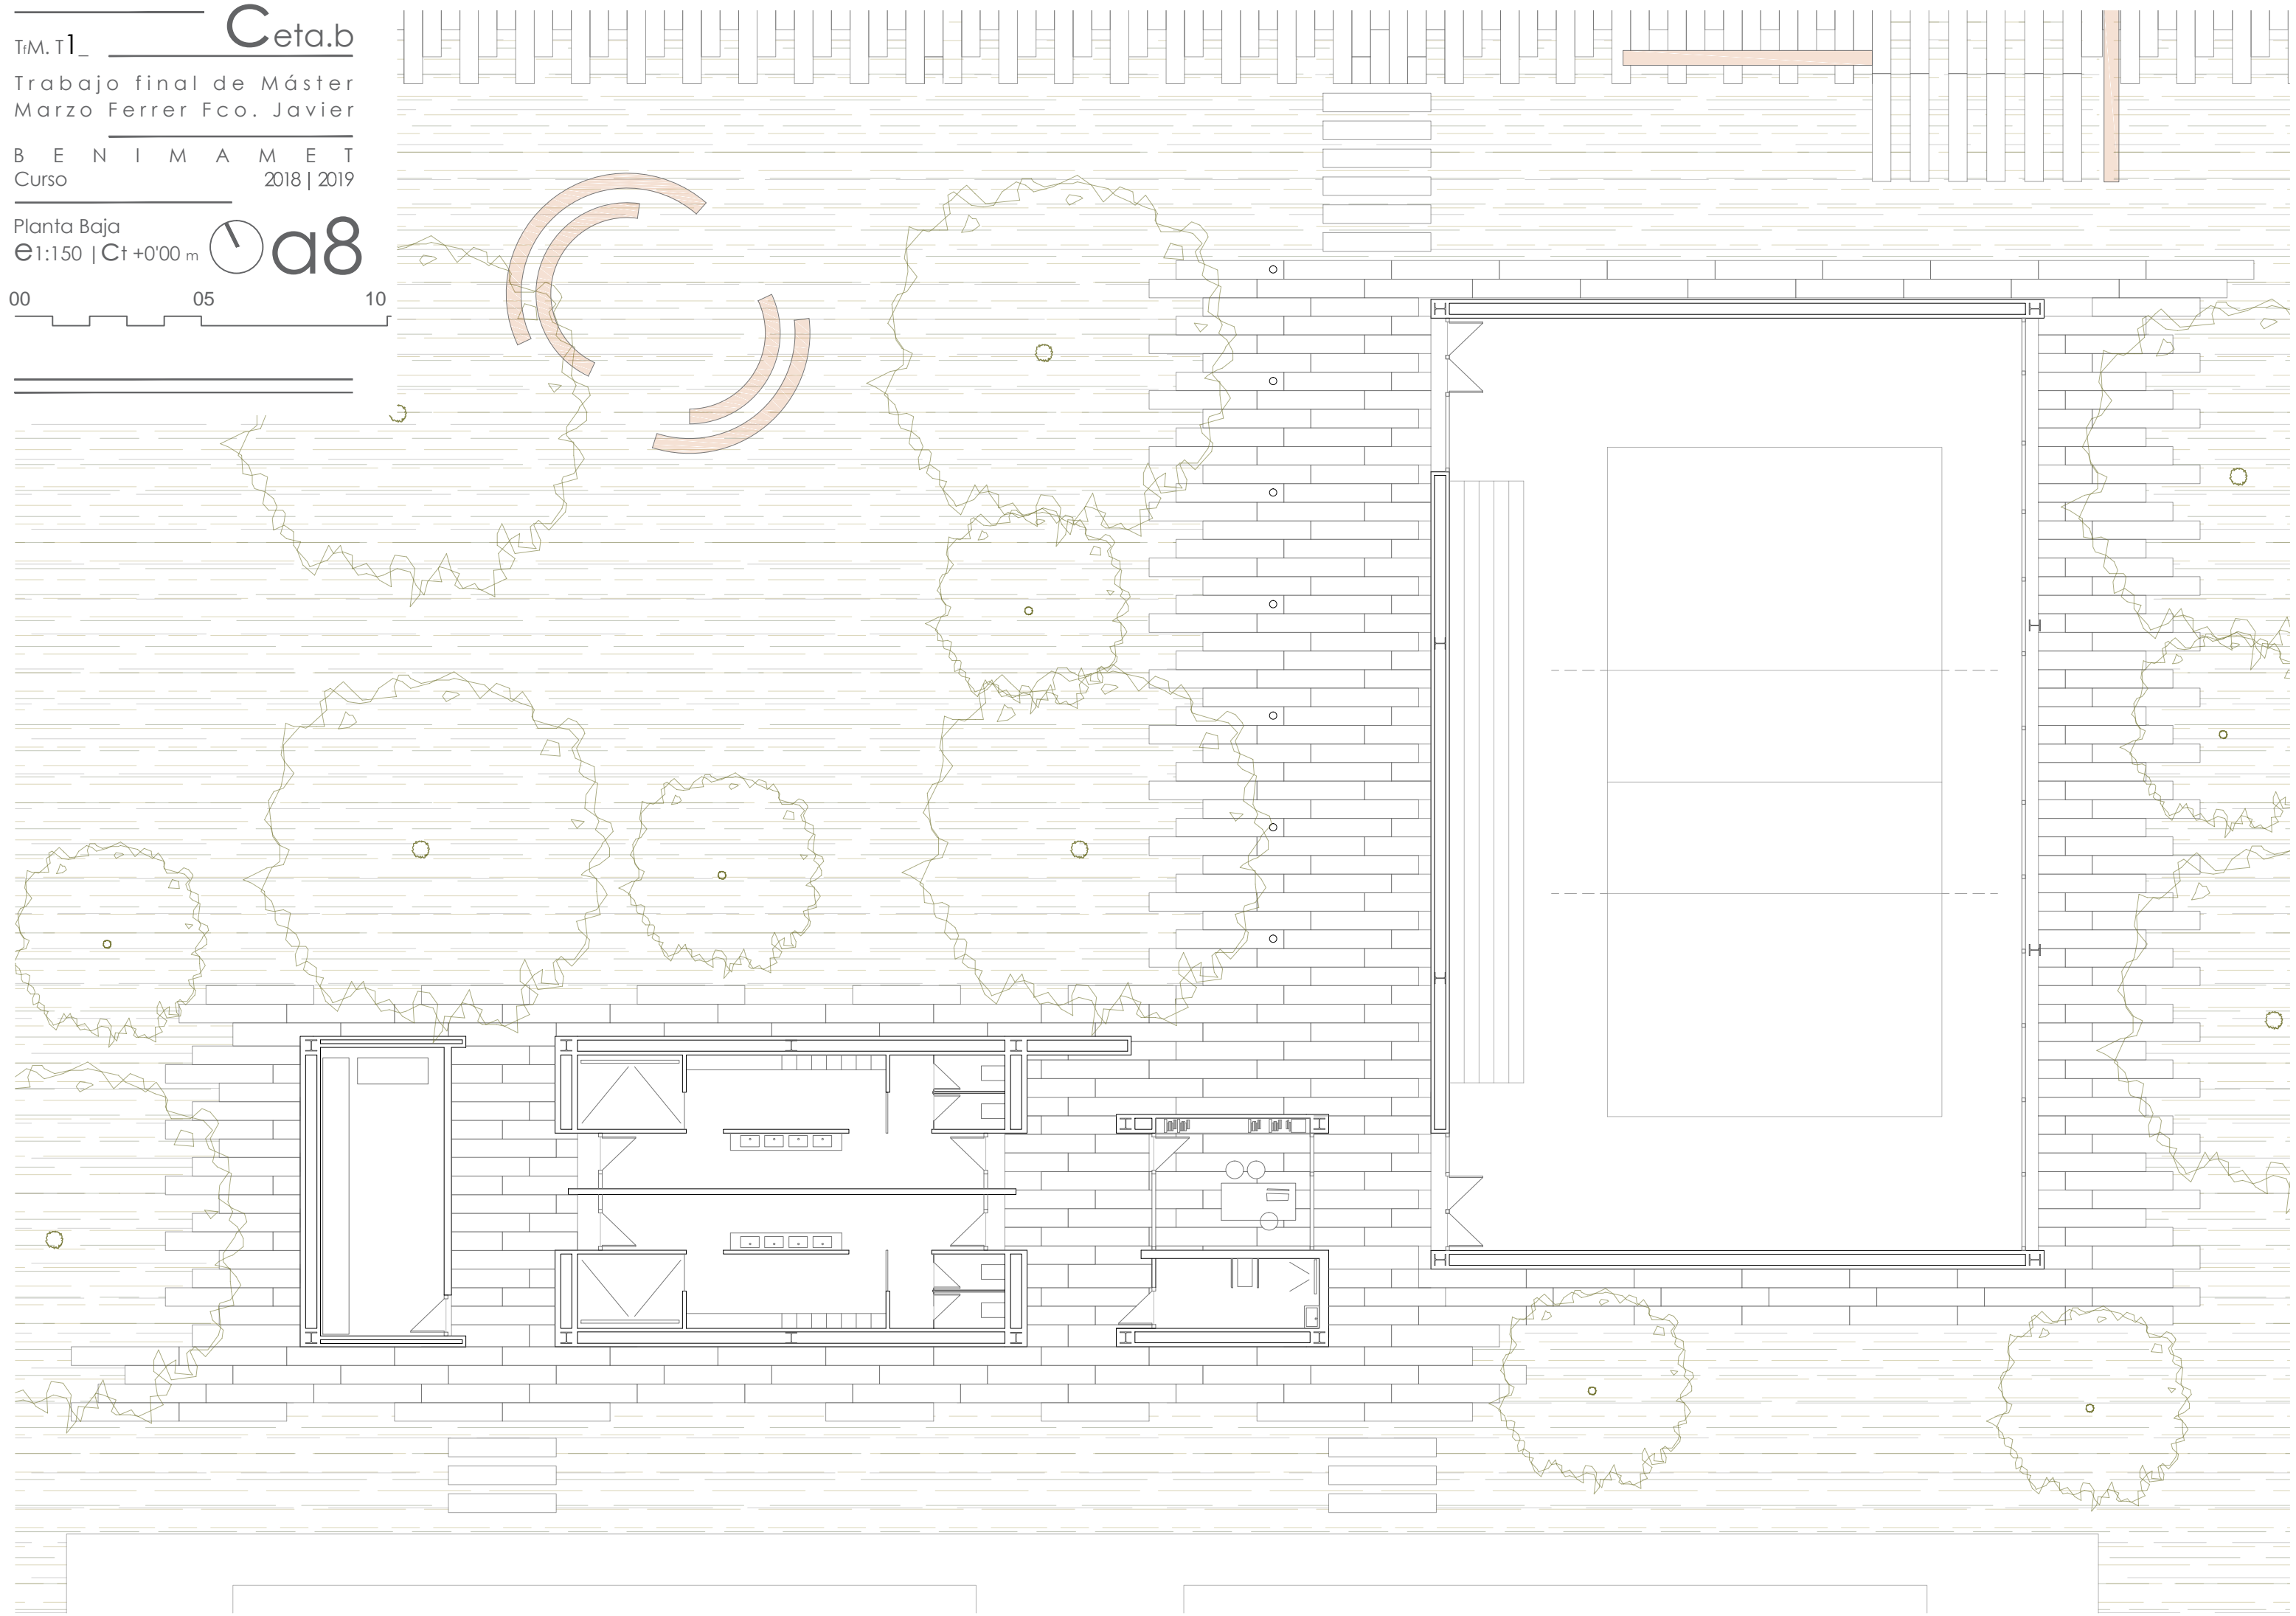 Ceta.b
TfM. T1_
Trabajo final de Máster
Marzo Ferrer Fco. Javier
BENIMAMET
Curso 2018 | 2019
Planta Baja
e1:150 | Ct +0'00 m a8
00 05 10